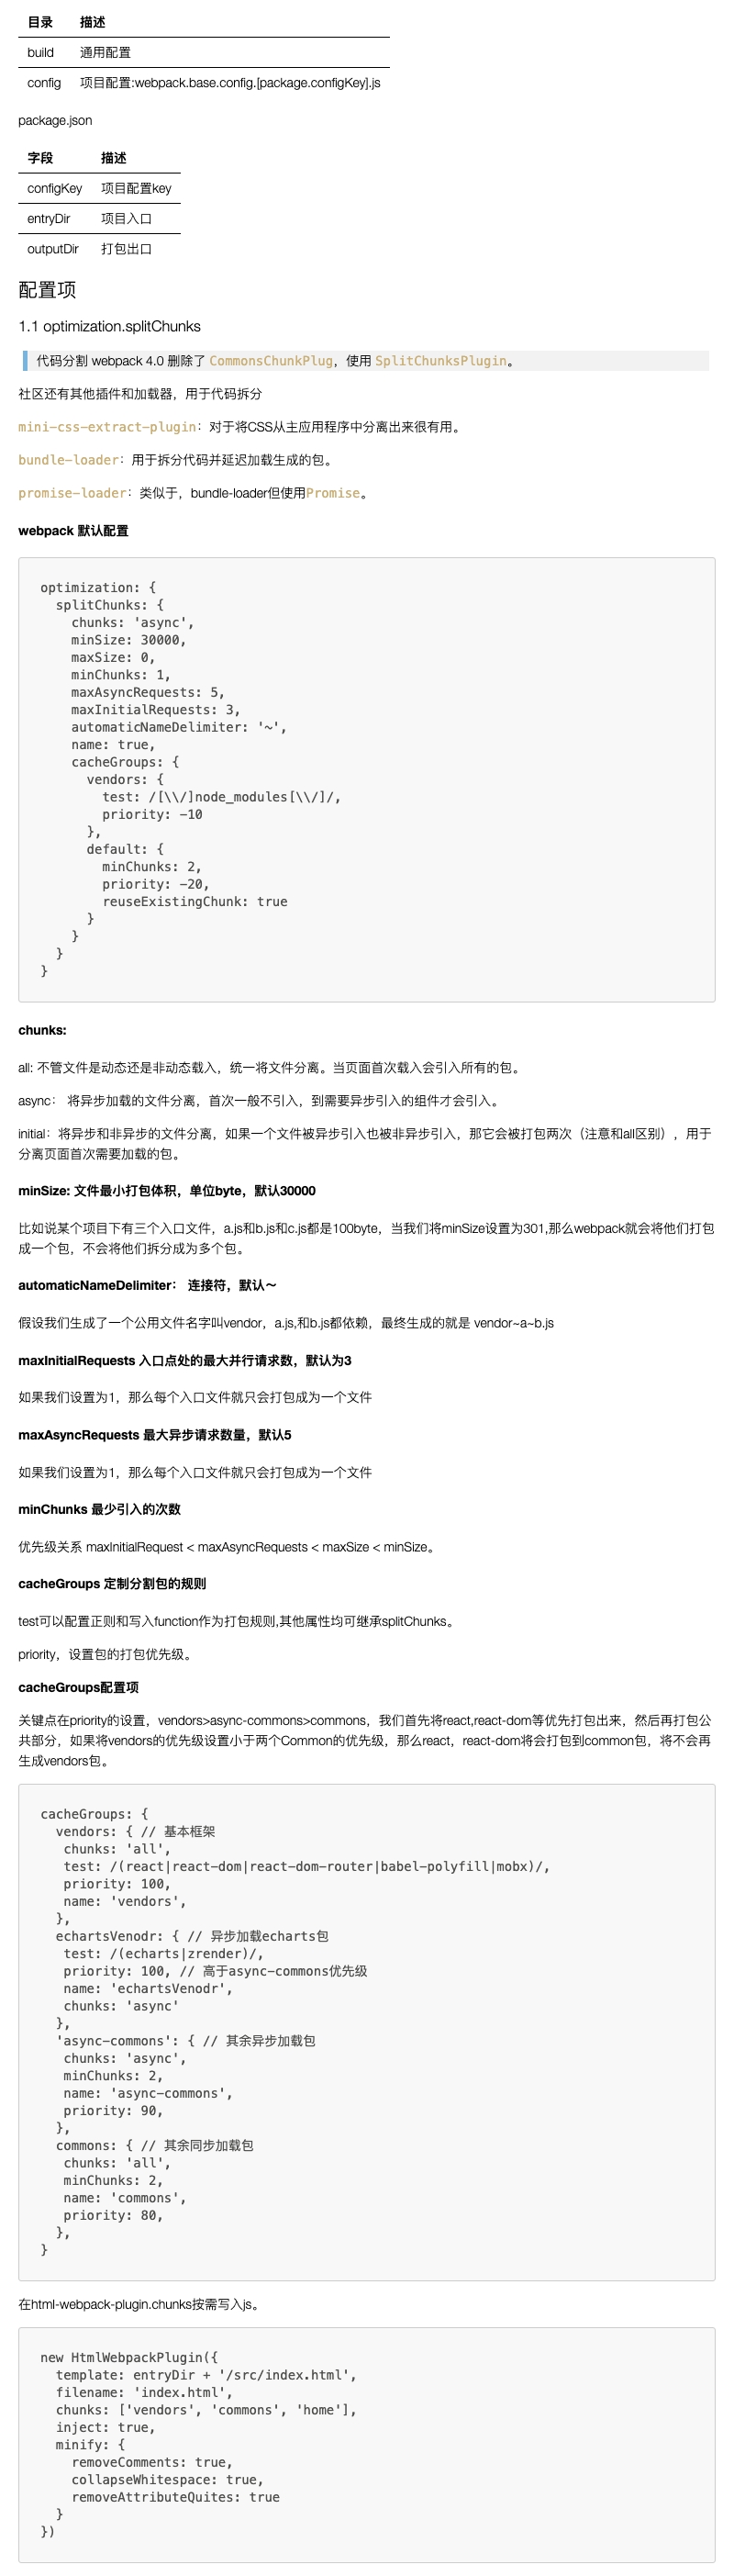 目录 描述
build 通用配置
config 项目配置:webpack.base.config.[package.configKey].js
package.json
字段 描述
configKey 项目配置key
entryDir 项目入口
outputDir 打包出口
配置项
1.1 optimization.splitChunks
代码分割 webpack 4.0 删除了 CommonsChunkPlug，使用 SplitChunksPlugin。
社区还有其他插件和加载器，用于代码拆分
mini-css-extract-plugin：对于将CSS从主应用程序中分离出来很有用。
bundle-loader：用于拆分代码并延迟加载生成的包。
promise-loader：类似于，bundle-loader但使用Promise。
webpack 默认配置
optimization: {
  splitChunks: {
    chunks: 'async',
    minSize: 30000,
    maxSize: 0,
    minChunks: 1,
    maxAsyncRequests: 5,
    maxInitialRequests: 3,
    automaticNameDelimiter: '~',
    name: true,
    cacheGroups: {
      vendors: {
        test: /[\\/]node_modules[\\/]/,
        priority: -10
      },
      default: {
        minChunks: 2,
        priority: -20,
        reuseExistingChunk: true
      }
    }
  }
}
chunks:
all: 不管文件是动态还是非动态载入，统一将文件分离。当页面首次载入会引入所有的包。
async： 将异步加载的文件分离，首次一般不引入，到需要异步引入的组件才会引入。
initial：将异步和非异步的文件分离，如果一个文件被异步引入也被非异步引入，那它会被打包两次（注意和all区别），用于
分离页面首次需要加载的包。
minSize: 文件最小打包体积，单位byte，默认30000
比如说某个项目下有三个入口文件，a.js和b.js和c.js都是100byte，当我们将minSize设置为301,那么webpack就会将他们打包
成一个包，不会将他们拆分成为多个包。
automaticNameDelimiter： 连接符，默认～
假设我们生成了一个公用文件名字叫vendor，a.js,和b.js都依赖，最终生成的就是 vendor~a~b.js
maxInitialRequests 入口点处的最大并行请求数，默认为3
如果我们设置为1，那么每个入口文件就只会打包成为一个文件
maxAsyncRequests 最大异步请求数量，默认5
如果我们设置为1，那么每个入口文件就只会打包成为一个文件
minChunks 最少引入的次数
优先级关系 maxInitialRequest < maxAsyncRequests < maxSize < minSize。
cacheGroups 定制分割包的规则
test可以配置正则和写入function作为打包规则,其他属性均可继承splitChunks。
priority，设置包的打包优先级。
cacheGroups配置项
关键点在priority的设置，vendors>async-commons>commons，我们首先将react,react-dom等优先打包出来，然后再打包公
共部分，如果将vendors的优先级设置小于两个Common的优先级，那么react，react-dom将会打包到common包，将不会再
生成vendors包。
cacheGroups: {
  vendors: { // 基本框架
   chunks: 'all',
   test: /(react|react-dom|react-dom-router|babel-polyfill|mobx)/,
   priority: 100,
   name: 'vendors',
  },
  echartsVenodr: { // 异步加载echarts包
   test: /(echarts|zrender)/,
   priority: 100, // 高于async-commons优先级
   name: 'echartsVenodr',
   chunks: 'async'
  },
  'async-commons': { // 其余异步加载包
   chunks: 'async',
   minChunks: 2,
   name: 'async-commons',
   priority: 90,
  },
  commons: { // 其余同步加载包
   chunks: 'all',
   minChunks: 2,
   name: 'commons',
   priority: 80,
  },
}
在html-webpack-plugin.chunks按需写入js。
new HtmlWebpackPlugin({
  template: entryDir + '/src/index.html',
  filename: 'index.html',
  chunks: ['vendors', 'commons', 'home'],
  inject: true,
  minify: {
    removeComments: true,
    collapseWhitespace: true,
    removeAttributeQuites: true
  }
})